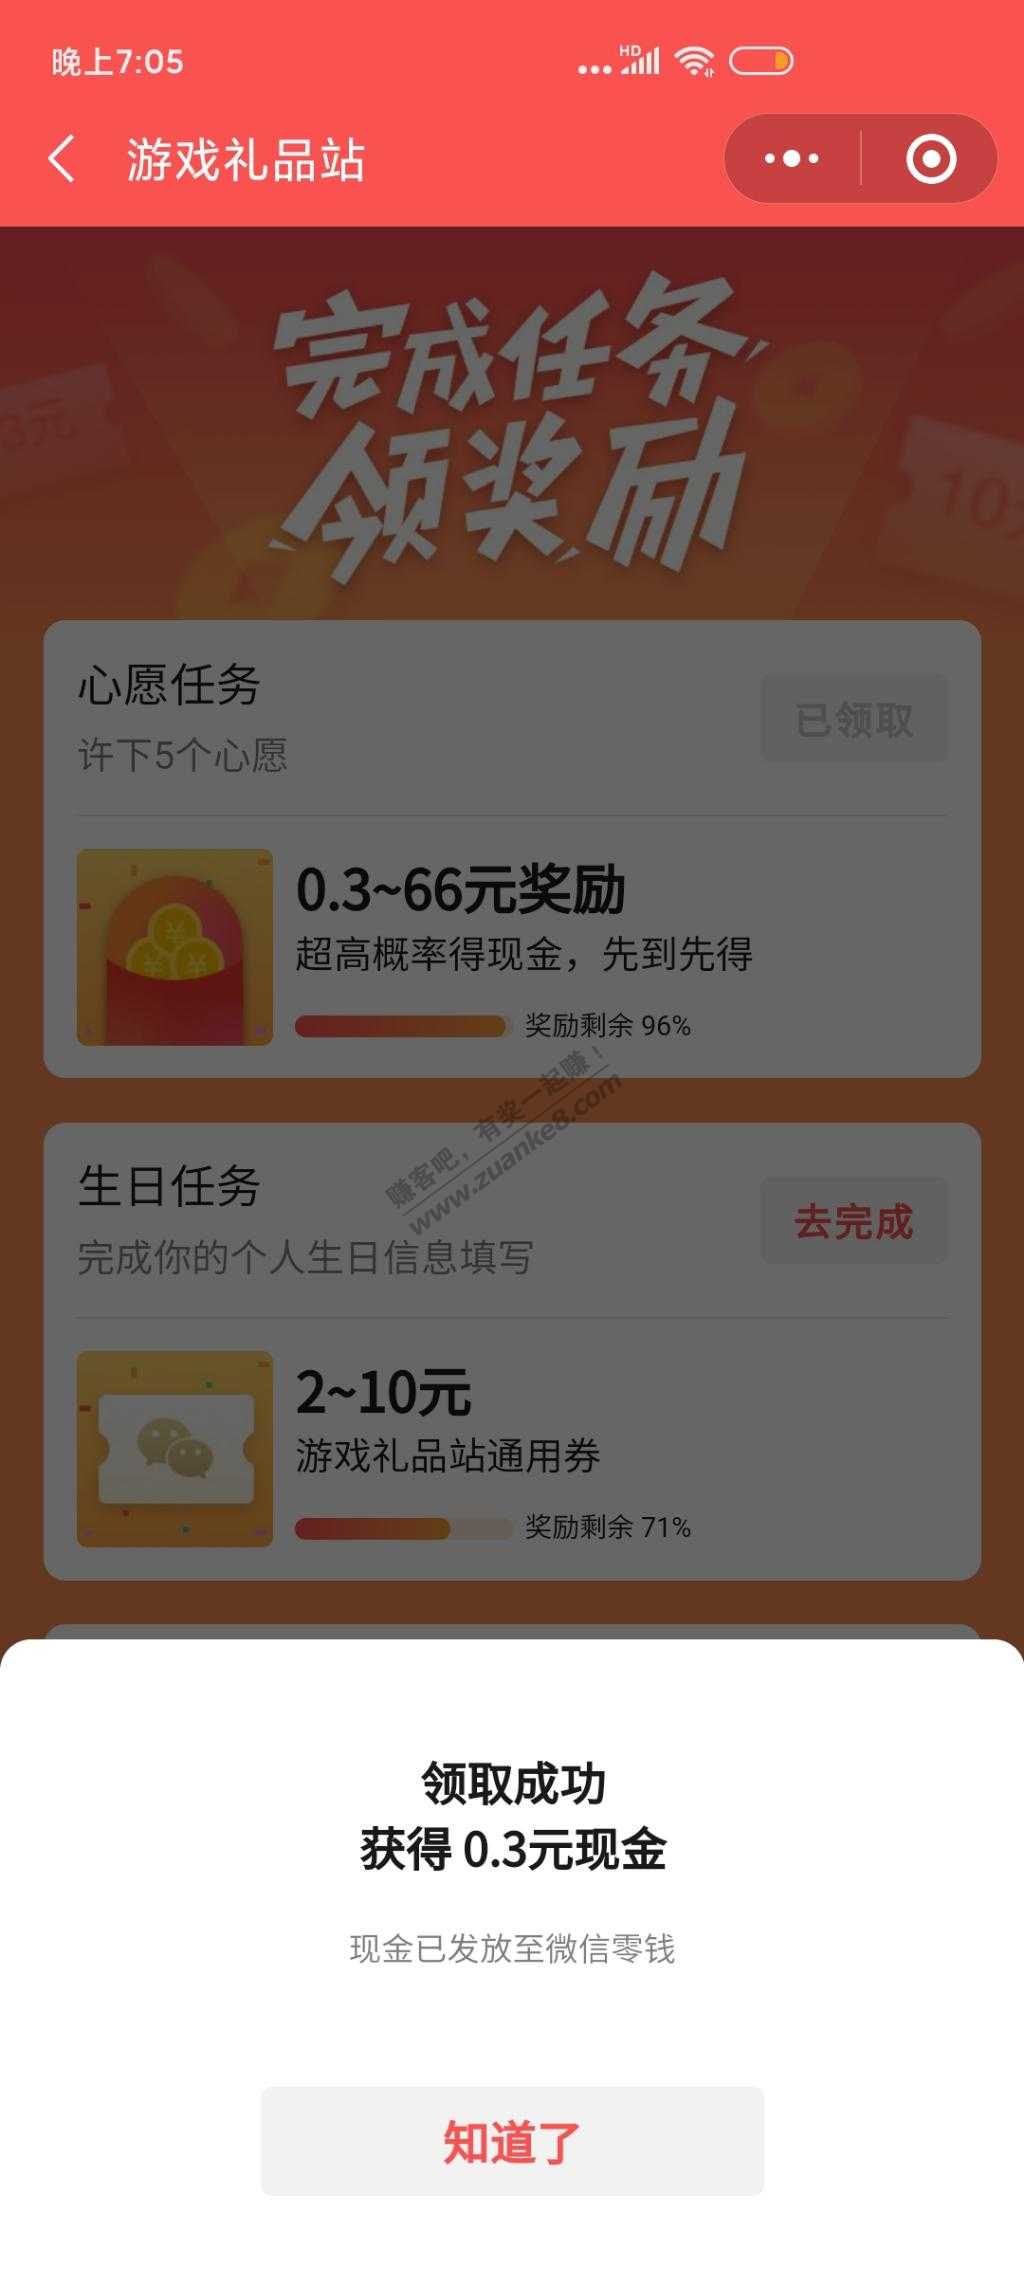 晚上7:05
HD
游戏礼品站
完成任务
领奖励
3元
10元
心愿任务
已领取
许下5个心愿
0.3~66元奖励
超高概率得现金，先到先得
奖励剩余 96%
赚客吧，有奖一起赚！
www.zuanke8.com
生日任务
去完成
完成你的个人生日信息填写
2~10元
游戏礼品站通用券
奖励剩余 71%
领取成功
获得 0.3元现金
现金已发放至微信零钱
知道了